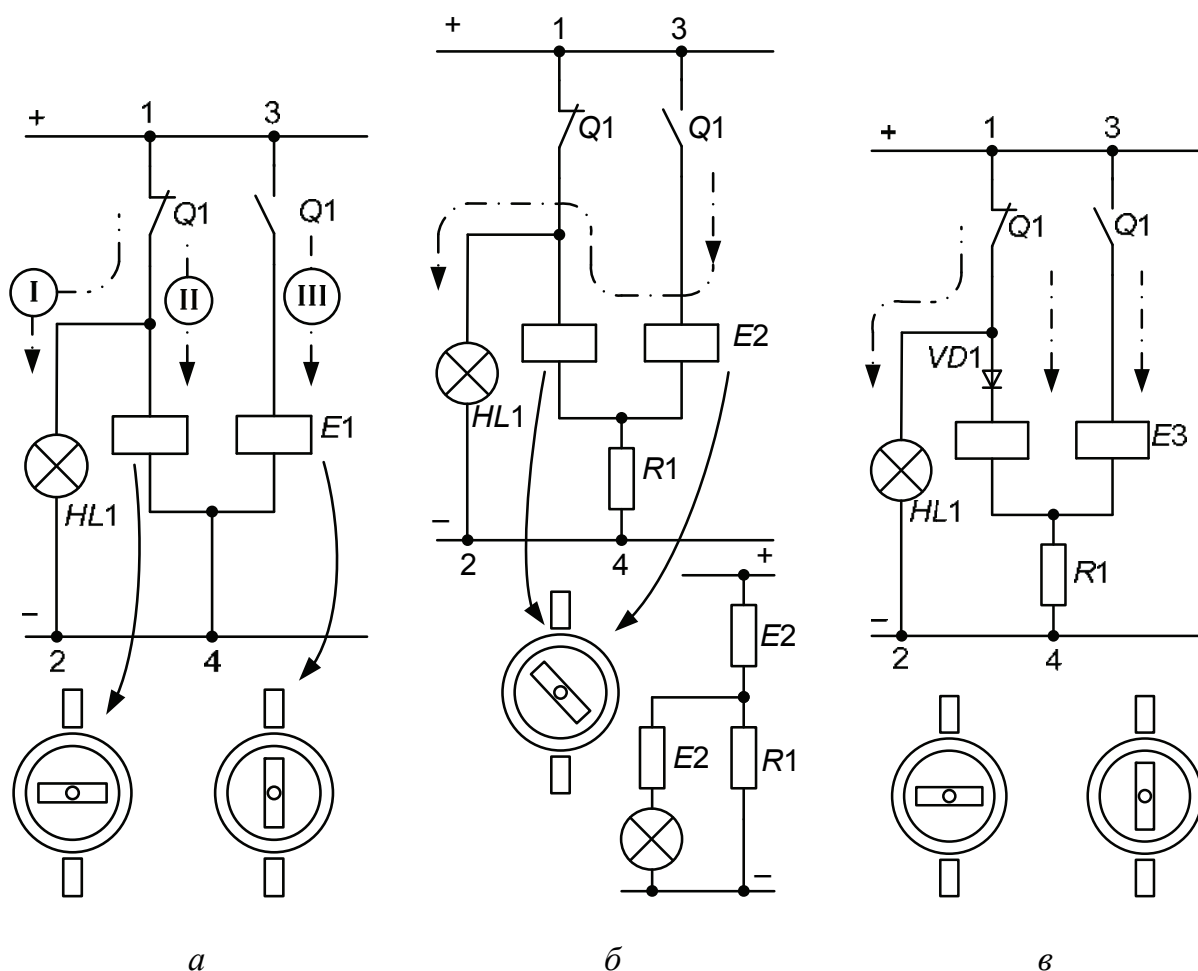 + 1 3
Q1 Q1
I II III
E1
HL1
−
2 4
а
+ 1 3
Q1 Q1
E2
HL1
R1
−
2 4
+
E2
E2 R1
−
б
+ 1 3
Q1 Q1
VD1
E3
HL1
R1
−
2 4
в